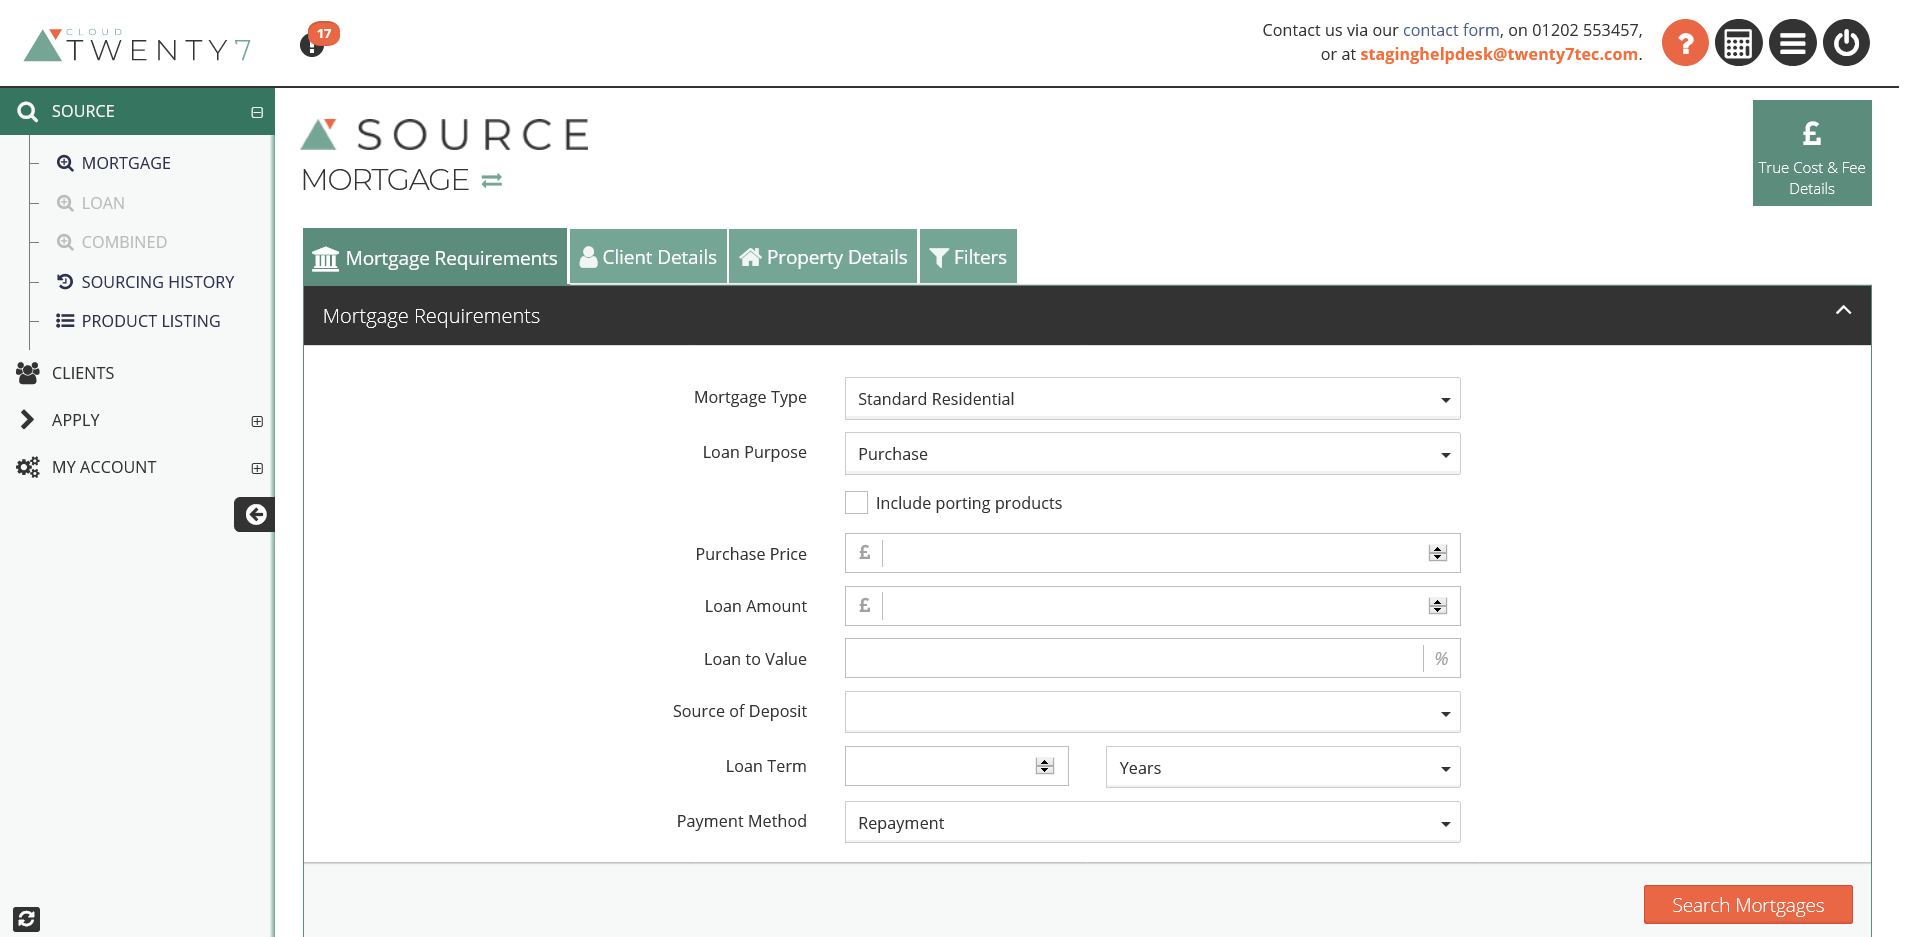 CLOUD
TWENTY7
17
Contact us via our contact form, on 01202 553457,
or at staginghelpdesk@twenty7tec.com.
?
SOURCE
MORTGAGE
LOAN
COMBINED
SOURCING HISTORY
PRODUCT LISTING
CLIENTS
APPLY
MY ACCOUNT
SOURCE
MORTGAGE
£
True Cost & Fee
Details
Mortgage Requirements
Client Details
Property Details
Filters
Mortgage Requirements
Mortgage Type
Standard Residential
Loan Purpose
Purchase
Include porting products
Purchase Price
£
Loan Amount
£
Loan to Value
%
Source of Deposit
Loan Term
Years
Payment Method
Repayment
Search Mortgages